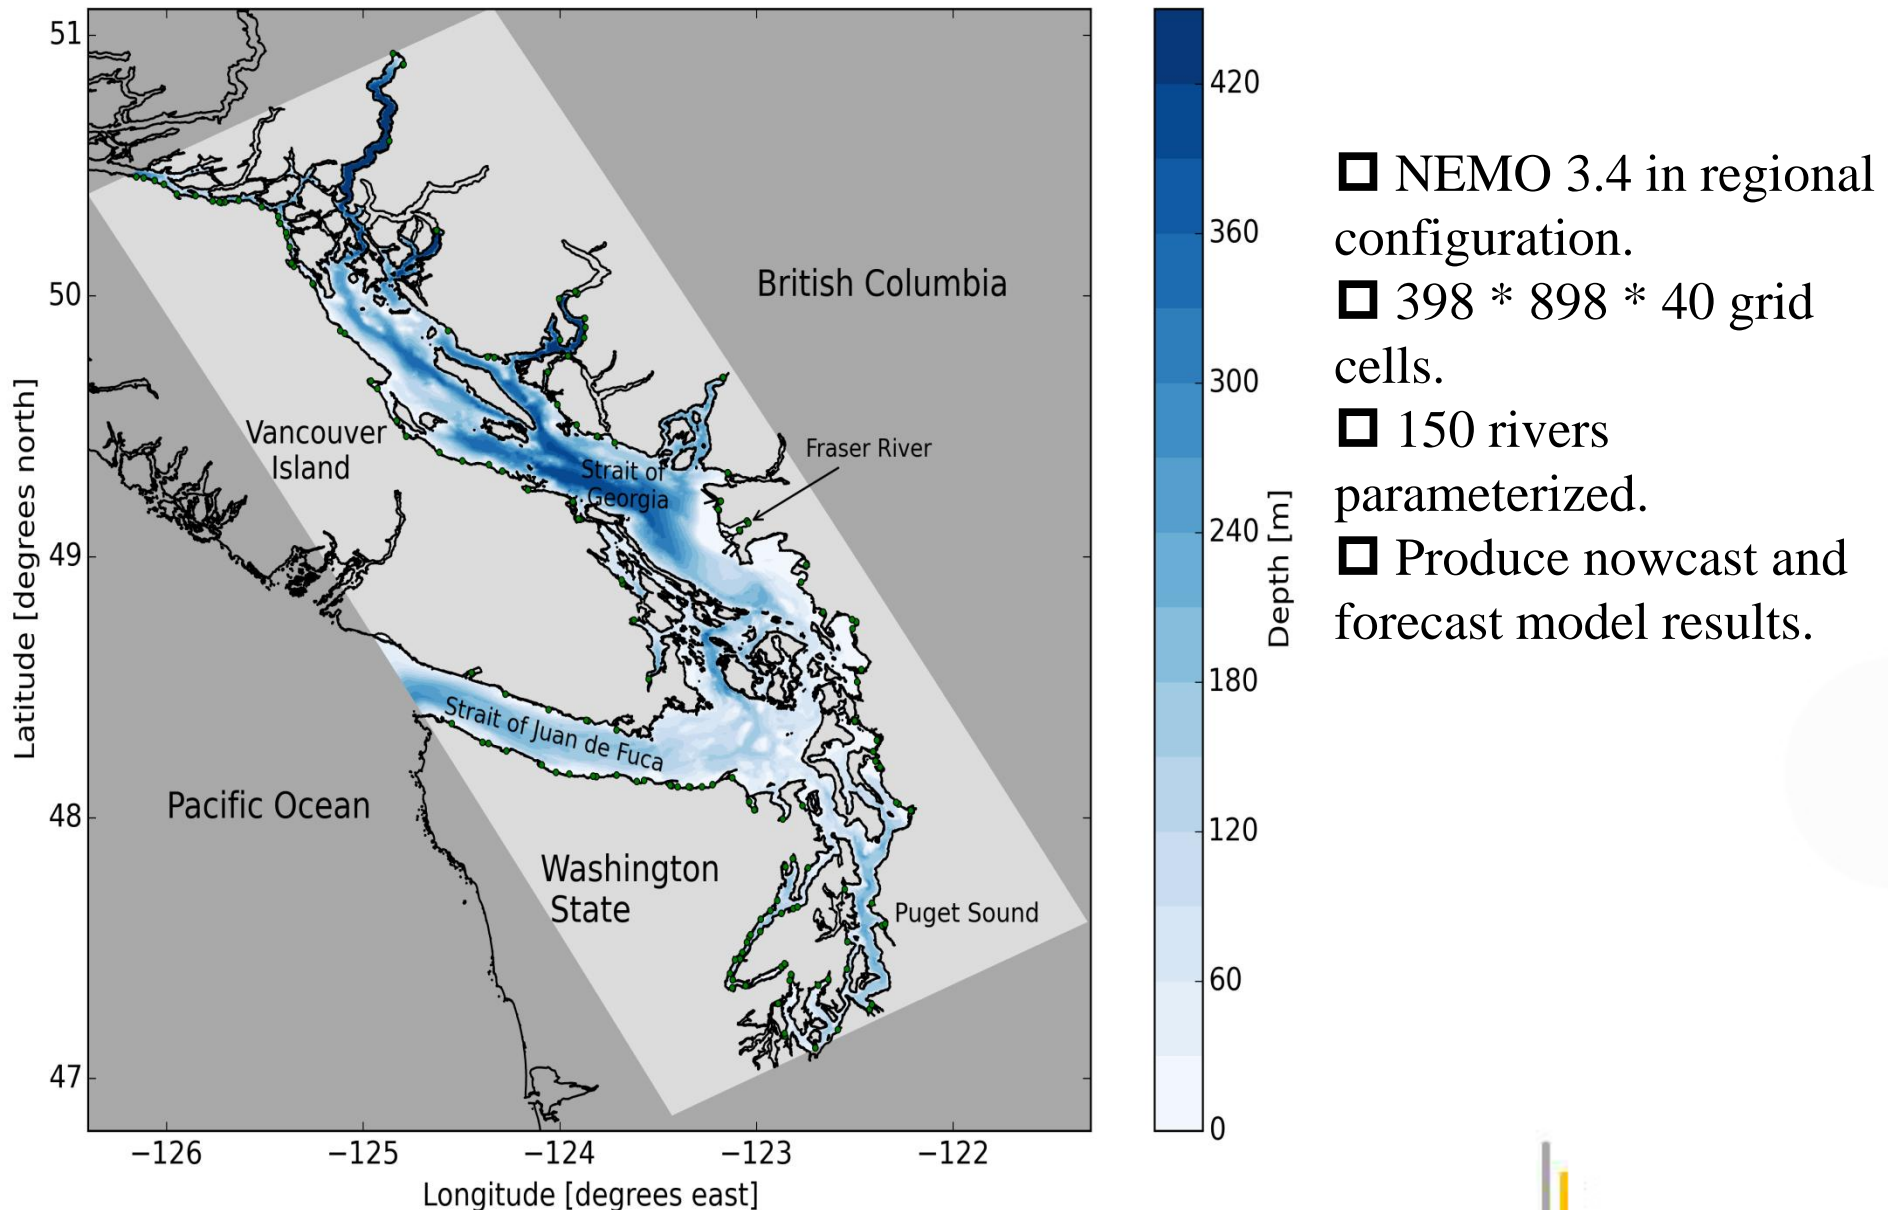 51
50
49
48
47
Latitude [degrees north]
−126
−125
−124
−123
−122
Longitude [degrees east]
British Columbia
Vancouver
Island
Fraser River
Strait of
Georgia
Strait of Juan de Fuca
Pacific Ocean
Washington
State
Puget Sound
420
360
300
240
180
120
60
0
Depth [m]
NEMO 3.4 in regional
configuration.
398 * 898 * 40 grid
cells.
150 rivers
parameterized.
Produce nowcast and
forecast model results.